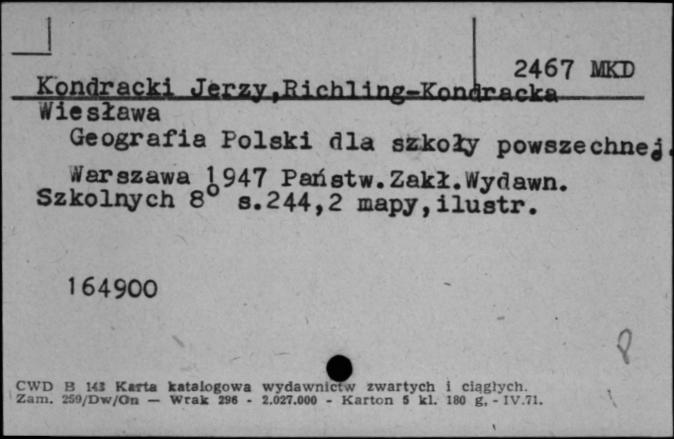 2467 MKD
Kondracki Jerzy,Richling-Kondracka
Wiesława
Geografia Polski dla szkoły powszechnej.
Warszawa 1947 Państw.Zakł.Wydawn.
Szkolnych 8° s.244,2 mapy,ilustr.
164900
CWD B 143 Karta katalogowa wydawnictw zwartych i ciągłych.
Zam. 259/Dw/On — Wrak 296 - 2.027.000 - Karton 5 kl. 180 g. - IV.71.